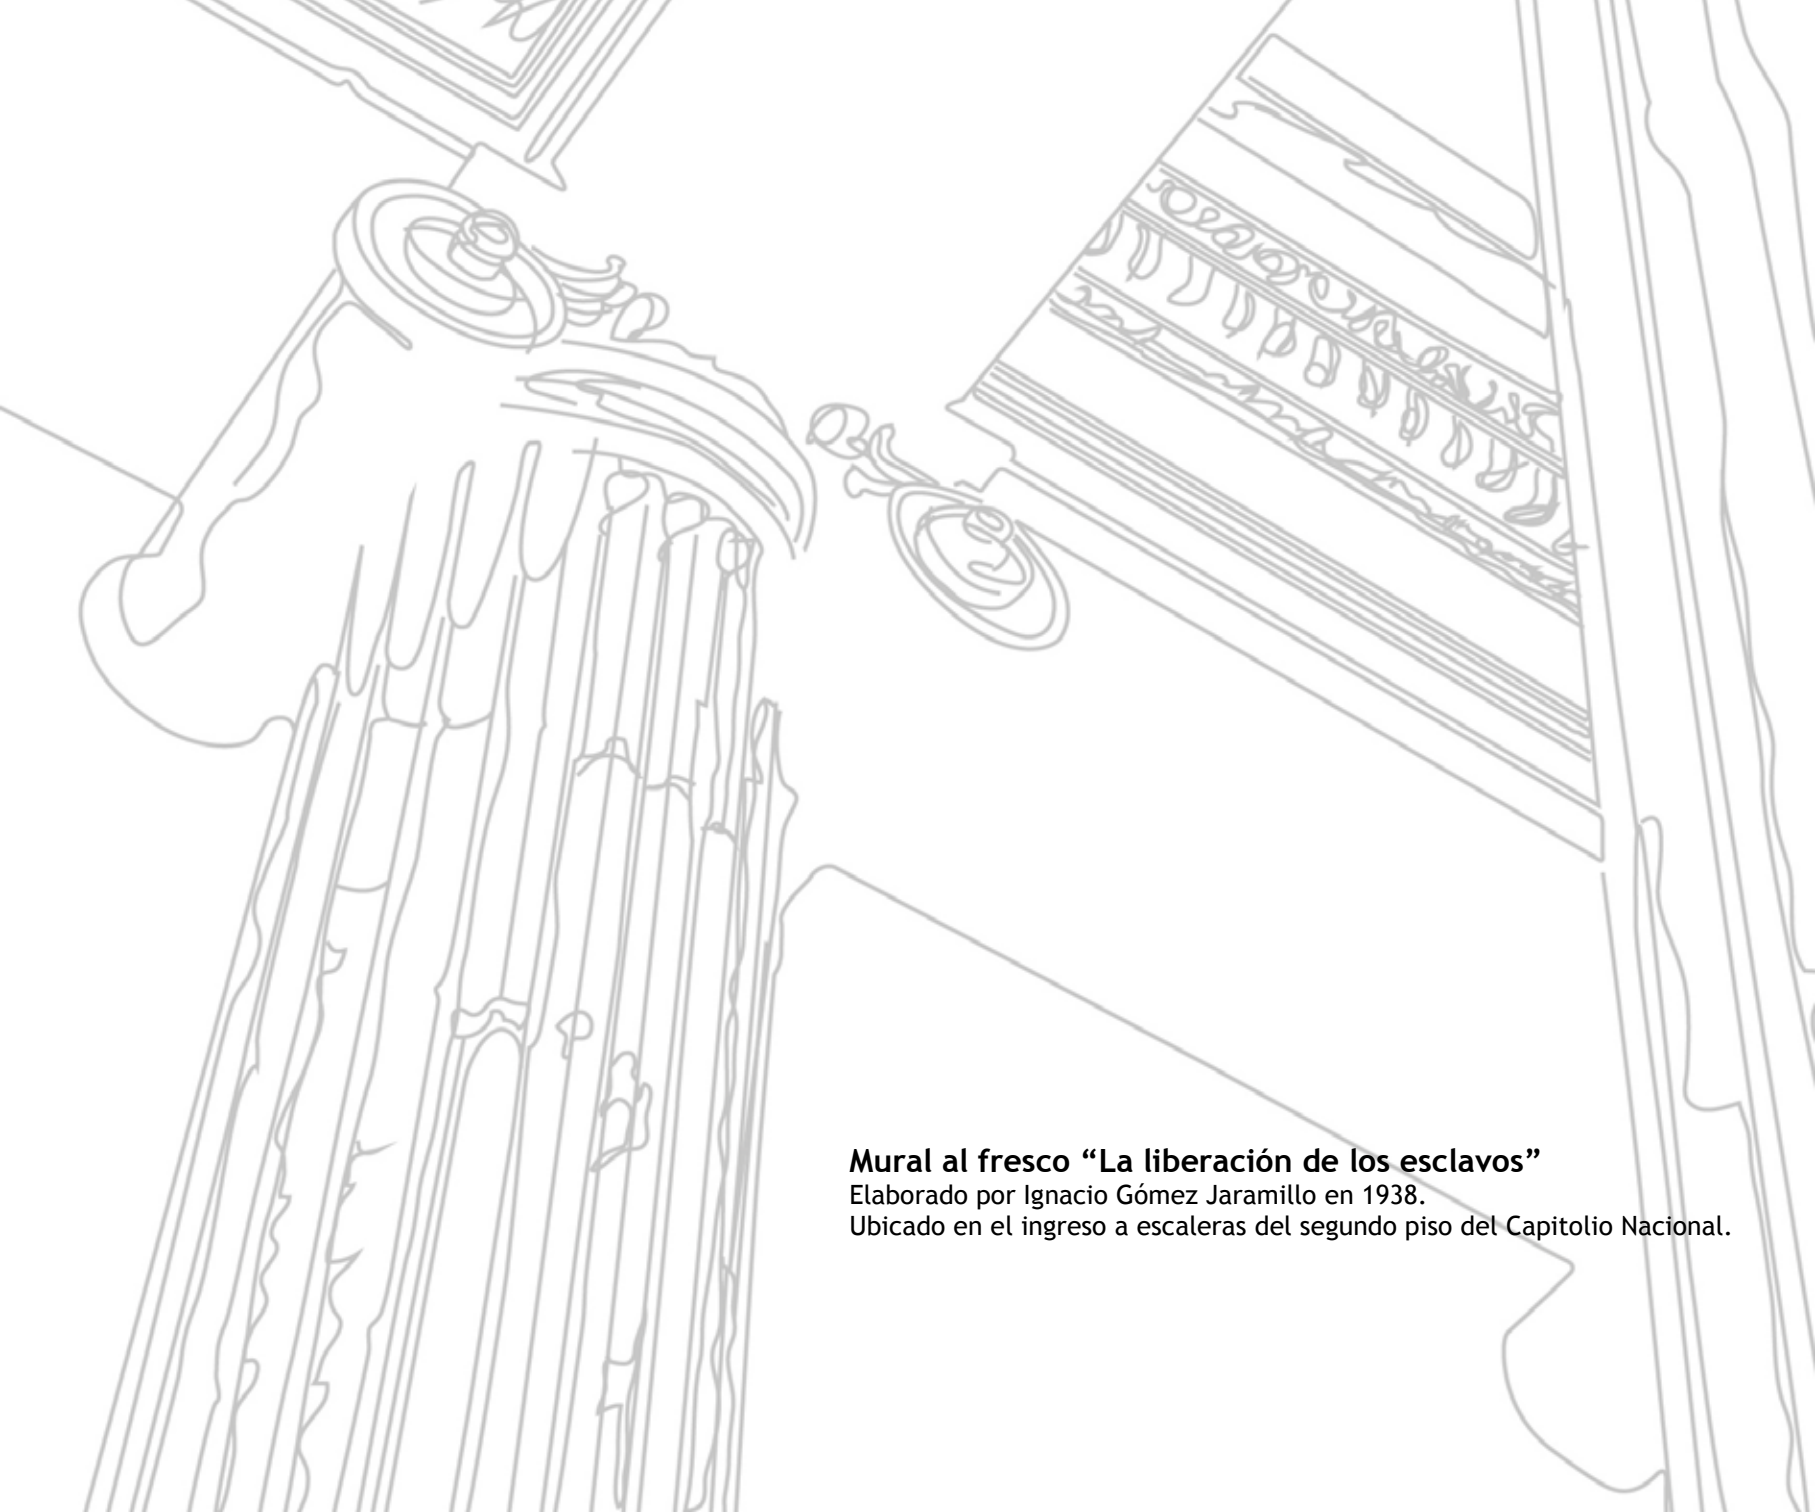 Mural al fresco “La liberación de los esclavos”
Elaborado por Ignacio Gómez Jaramillo en 1938.
Ubicado en el ingreso a escaleras del segundo piso del Capitolio Nacional.